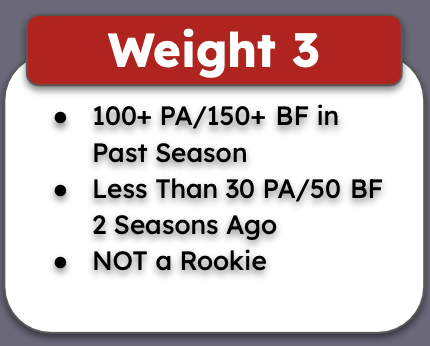 Weight 3
● 100+ PA/150+ BF in
Past Season
● Less Than 30 PA/50 BF
2 Seasons Ago
● NOT a Rookie